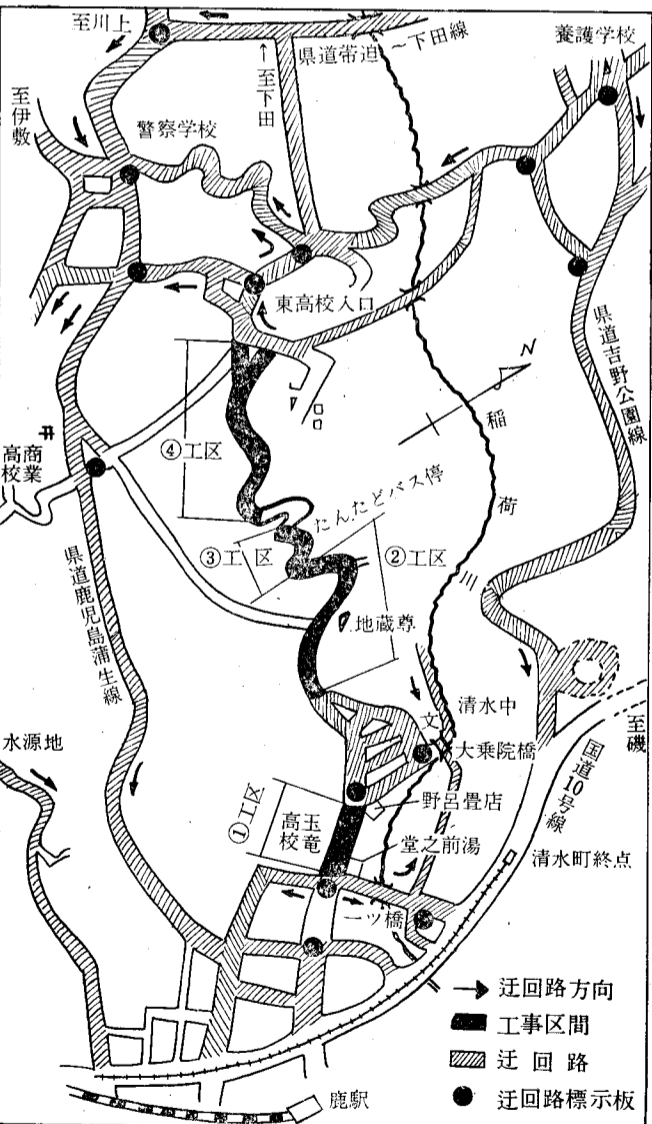 至川上
県道帯迫～下田線
養護学校
↑至下田
至伊敷
警察学校
東高校入口
県道吉野公園線
N
稲荷川
④工区
商業高校
たんたどバス停
③工区
②工区
地蔵尊
県道鹿児島蒲生線
清水中
文
大乗院橋
至磯
国道10号線
水源地
野呂畳店
①工区
玉竜高校
堂之前湯
清水町終点
一ツ橋
迂回路方向
工事区間
迂回路
迂回路標示板
鹿駅